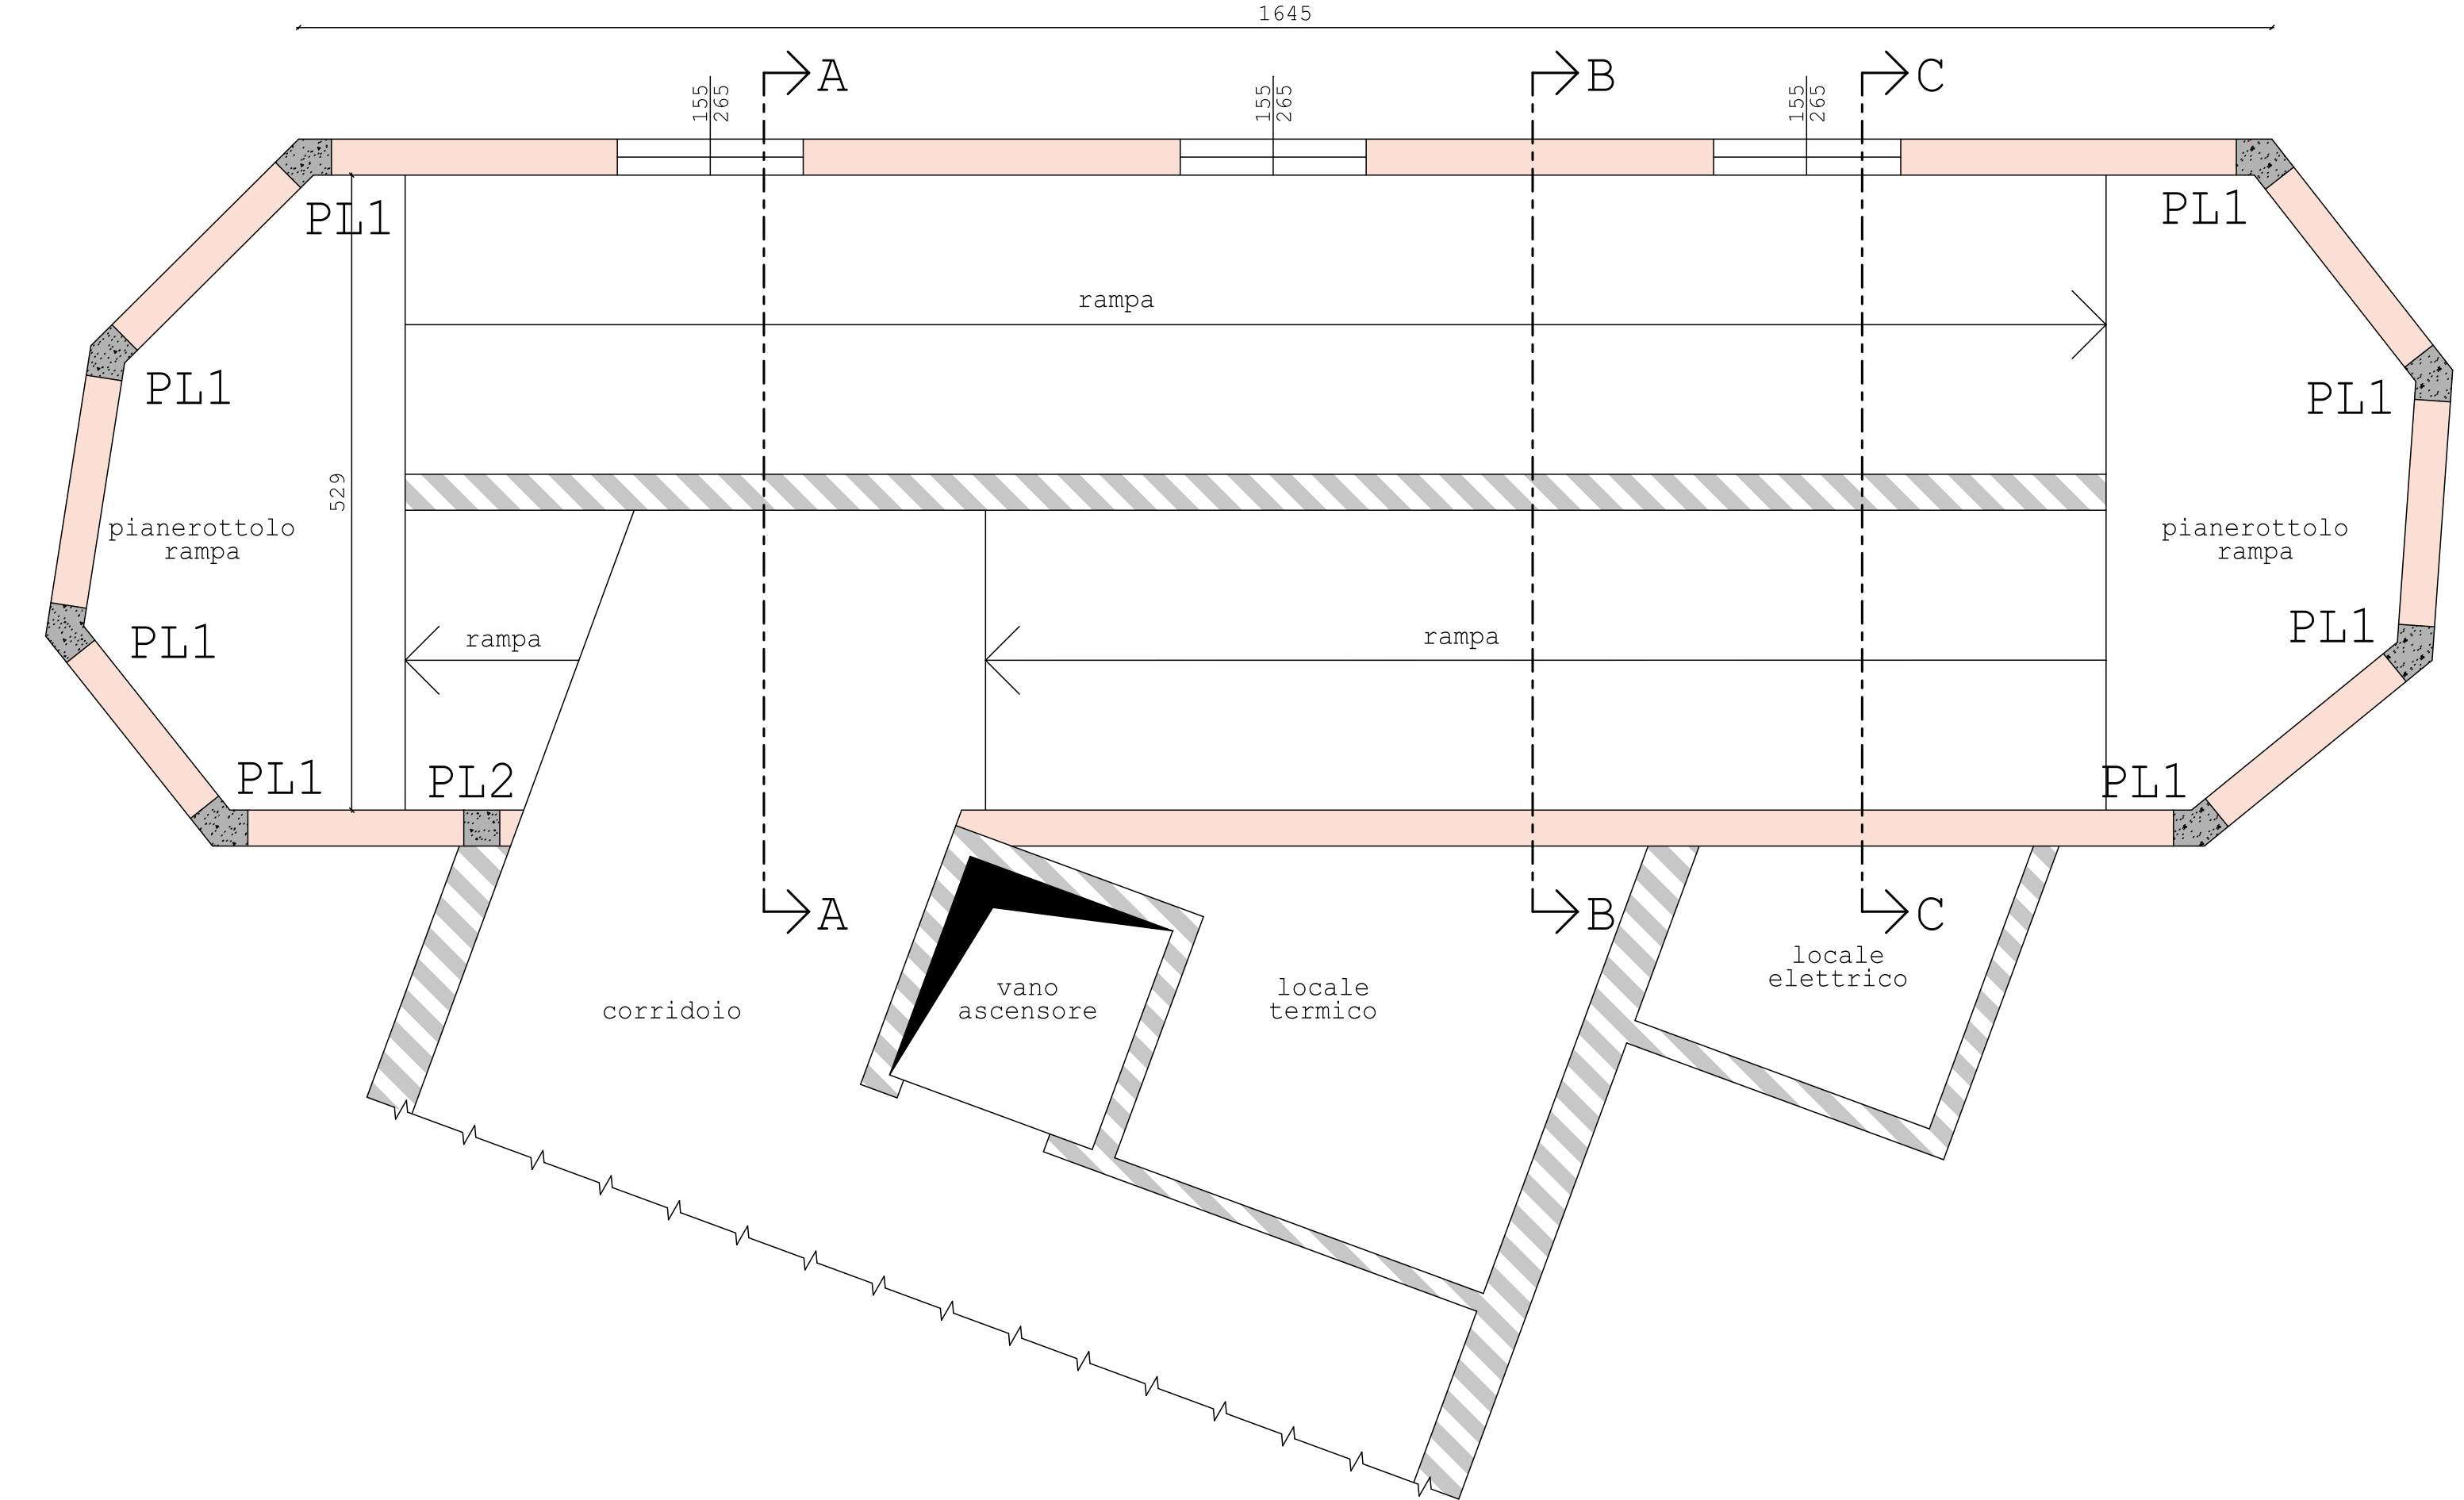 1645
A
B
C
155
265
155
265
155
265
PL1
PL1
rampa
PL1
PL1
529
pianerottolo
rampa
pianerottolo
rampa
PL1
rampa
rampa
PL1
PL1
PL2
PL1
A
B
C
corridoio
vano
ascensore
locale
termico
locale
elettrico